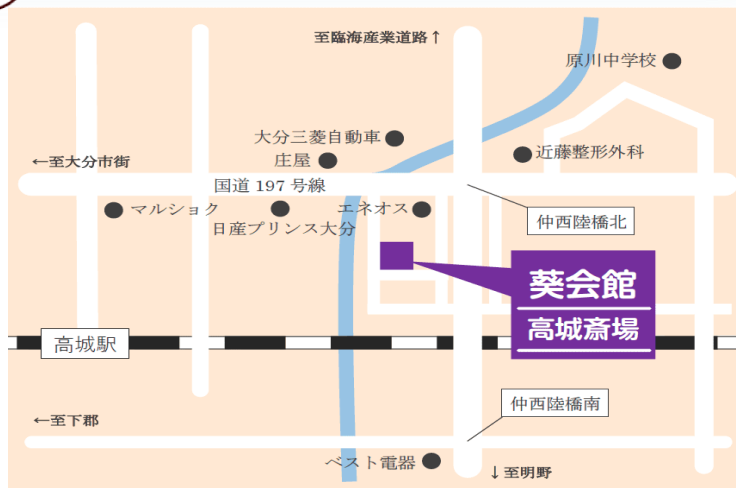 至臨海産業道路↑
原川中学校
大分三菱自動車
近藤整形外科
←至大分市街
庄屋
国道 197 号線
マルショク
エネオス
日産プリンス大分
仲西陸橋北
葵会館
高城斎場
高城駅
仲西陸橋南
←至下郡
ベスト電器
↓至明野